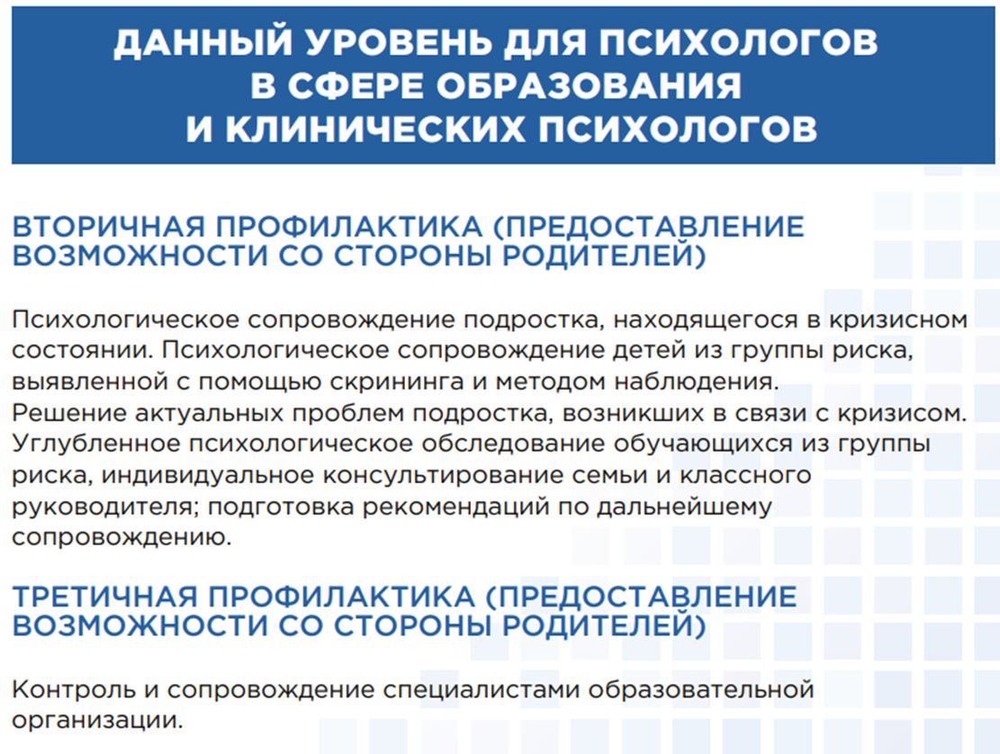 ДАННЫЙ УРОВЕНЬ ДЛЯ ПСИХОЛОГОВ
В СФЕРЕ ОБРАЗОВАНИЯ
И КЛИНИЧЕСКИХ ПСИХОЛОГОВ
ВТОРИЧНАЯ ПРОФИЛАКТИКА (ПРЕДОСТАВЛЕНИЕ
ВОЗМОЖНОСТИ СО СТОРОНЫ РОДИТЕЛЕЙ)
Психологическое сопровождение подростка, находящегося в кризисном
состоянии. Психологическое сопровождение детей из группы риска,
выявленной с помощью скрининга и методом наблюдения.
Решение актуальных проблем подростка, возникших в связи с кризисом.
Углубленное психологическое обследование обучающихся из группы
риска, индивидуальное консультирование семьи и классного
руководителя; подготовка рекомендаций по дальнейшему
сопровождению.
ТРЕТИЧНАЯ ПРОФИЛАКТИКА (ПРЕДОСТАВЛЕНИЕ
ВОЗМОЖНОСТИ СО СТОРОНЫ РОДИТЕЛЕЙ)
Контроль и сопровождение специалистами образовательной
организации.